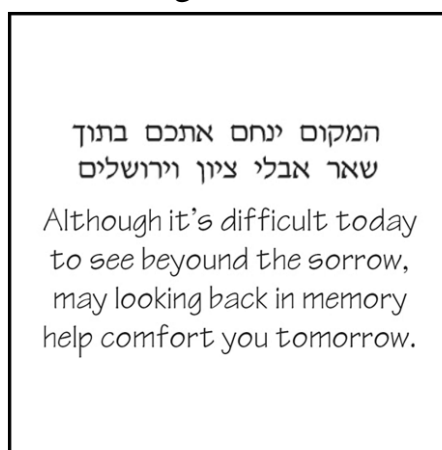 המקום ינחם אתכם בתוך
שאר אבלי ציון וירושלים
Although it's difficult today
to see beyound the sorrow,
may looking back in memory
help comfort you tomorrow.